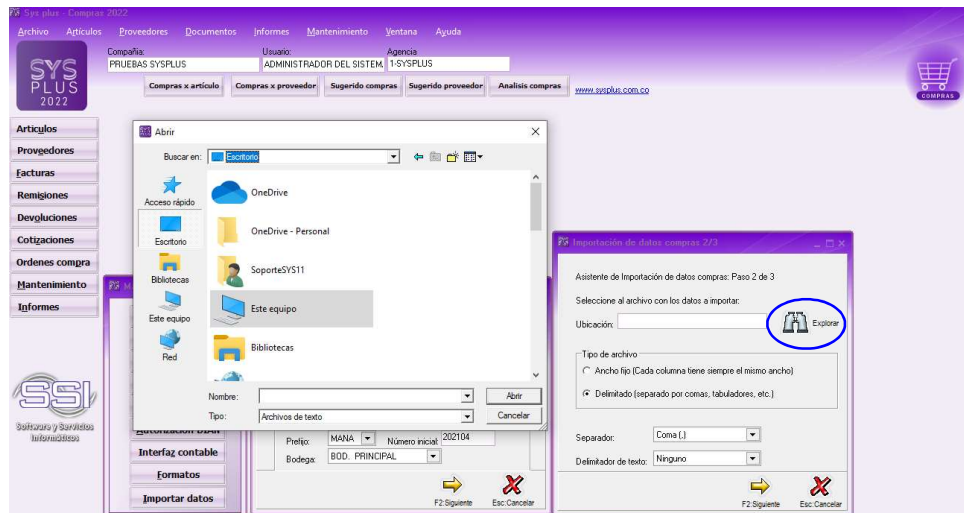 Sys plus - Compras 2022
Archivo Artículos Proveedores Documentos Informes Mantenimiento Ventana Ayuda
Compañia: Usuario: Agencia
PRUEBAS SYSPLUS ADMINISTRADOR DEL SISTEM 1-SYSPLUS
SYS
PLUS
2022
Compras x artículo Compras x proveedor Sugerido compras Sugerido proveedor Analisis compras www.sysplus.com.co
COMPRAS
Articulos
Proveedores
Facturas
Remisiones
Devoluciones
Cotizaciones
Ordenes compra
Mantenimiento
Informes
SSI
Software y Servicios
Informáticos
Abrir
Buscar en: Escritorio
Acceso rápido
Escritorio
Bibliotecas
Este equipo
Red
OneDrive
OneDrive - Personal
SoporteSYS11
Este equipo
Bibliotecas
Nombre: Abrir
Tipo: Archivos de texto Cancelar
M
Autorización DIAN
Interfaz contable
Formatos
Importar datos
Prefijo: MANA Número inicial: 202104
Bodega: BOD. PRINCIPAL
F2:Siguiente Esc:Cancelar
Importación de datos compras 2/3
Asistente de Importación de datos compras: Paso 2 de 3
Seleccione al archivo con los datos a importar:
Ubicación: Explorar
Tipo de archivo
Ancho fijo (Cada columna tiene siempre el mismo ancho)
Delimitado (separado por comas, tabuladores, etc.)
Separador: Coma (,)
Delimitador de texto: Ninguno
F2:Siguiente Esc:Cancelar